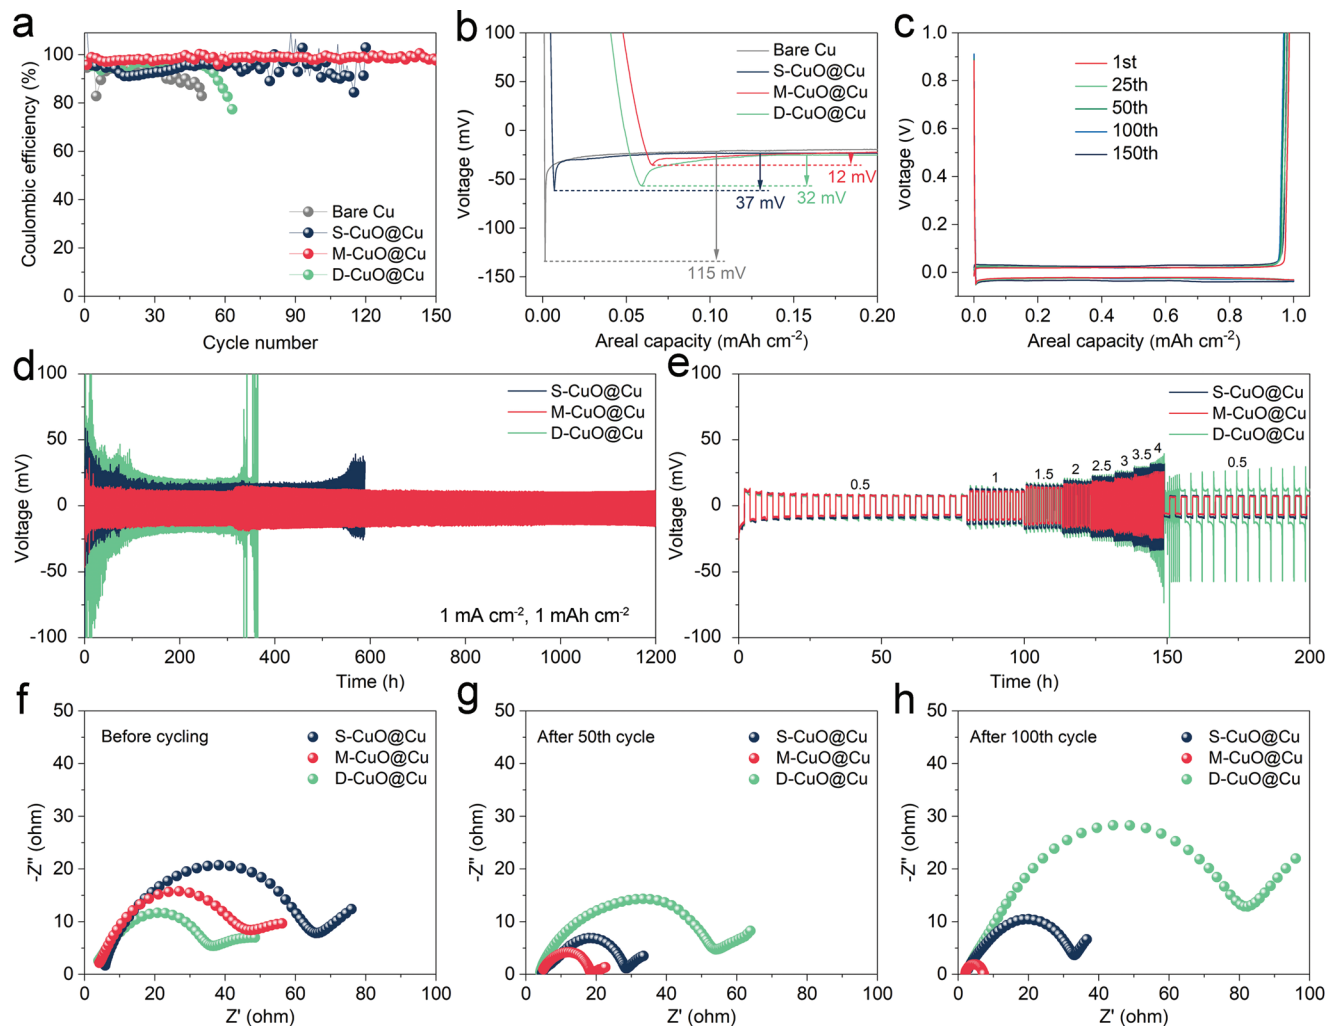 a
Coulombic efficiency (%)
100
80
60
40
20
0
Bare Cu
S-CuO@Cu
M-CuO@Cu
D-CuO@Cu
0 30 60 90 120 150
Cycle number
b
Voltage (mV)
100
50
0
-50
-100
-150
Bare Cu
S-CuO@Cu
M-CuO@Cu
D-CuO@Cu
12 mV
37 mV
32 mV
115 mV
0.00 0.05 0.10 0.15 0.20
Areal capacity (mAh cm-2)
c
Voltage (V)
1.0
0.8
0.6
0.4
0.2
0.0
1st
25th
50th
100th
150th
0.0 0.2 0.4 0.6 0.8 1.0
Areal capacity (mAh cm-2)
d
Voltage (mV)
100
50
0
-50
-100
S-CuO@Cu
M-CuO@Cu
D-CuO@Cu
1 mA cm-2, 1 mAh cm-2
0 200 400 600 800 1000 1200
Time (h)
e
Voltage (mV)
100
50
0
-50
-100
S-CuO@Cu
M-CuO@Cu
D-CuO@Cu
0.5 1 1.5 2 2.5 3 3.5 4 0.5
0 50 100 150 200
Time (h)
f
-Z" (ohm)
50
40
30
20
10
0
Before cycling
S-CuO@Cu
M-CuO@Cu
D-CuO@Cu
0 20 40 60 80 100
Z' (ohm)
g
-Z" (ohm)
50
40
30
20
10
0
After 50th cycle
S-CuO@Cu
M-CuO@Cu
D-CuO@Cu
0 20 40 60 80 100
Z' (ohm)
h
-Z" (ohm)
50
40
30
20
10
0
After 100th cycle
S-CuO@Cu
M-CuO@Cu
D-CuO@Cu
0 20 40 60 80 100
Z' (ohm)